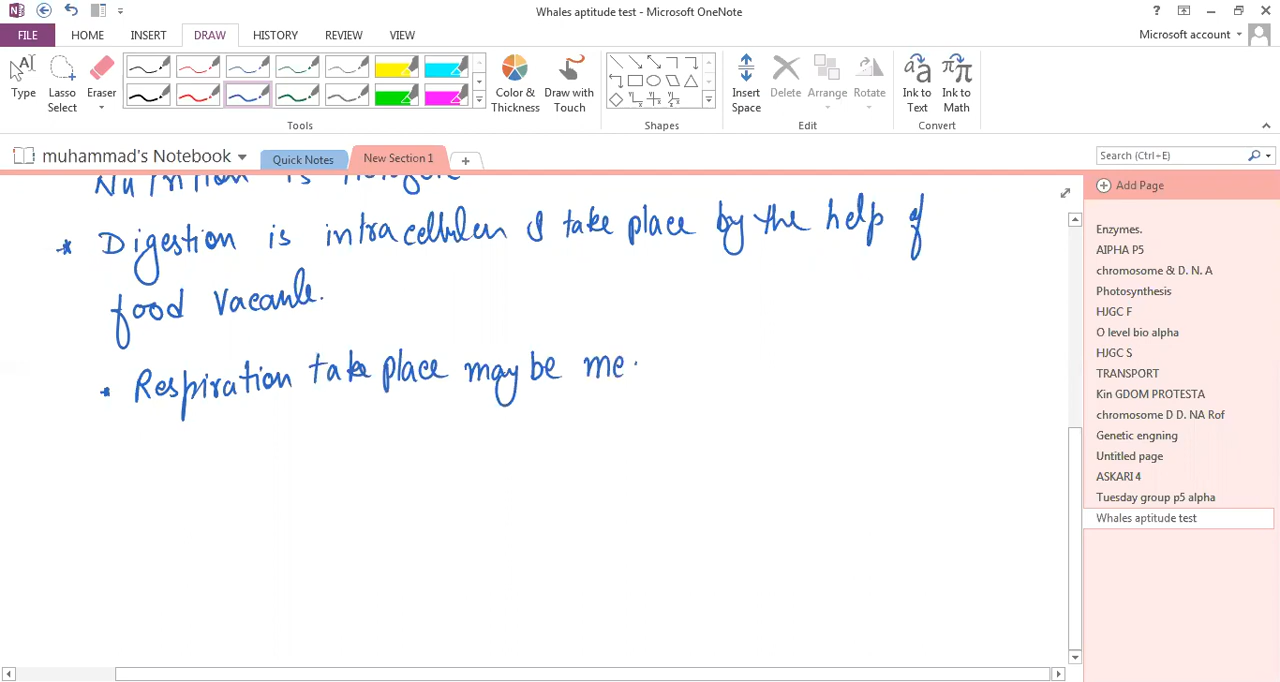 Whales aptitude test - Microsoft OneNote
?
FILE HOME INSERT DRAW HISTORY REVIEW VIEW
Microsoft account
Type
Lasso
Select
Eraser
Color &
Thickness
Draw with
Touch
Insert
Space
Delete
Arrange
Rotate
Ink to
Text
Ink to
Math
Tools
Shapes
Edit
Convert
muhammad's Notebook
Quick Notes
New Section 1
Search (Ctrl+E)
Nutrition is
* Digestion is intracellulen & take place by the help of
food vacaule.
* Respiration take place may be me.
Add Page
Enzymes.
AIPHA P5
chromosome & D. N. A
Photosynthesis
HJGC F
O level bio alpha
HJGC S
TRANSPORT
Kin GDOM PROTESTA
chromosome D D. NA Rof
Genetic engning
Untitled page
ASKARI 4
Tuesday group p5 alpha
Whales aptitude test